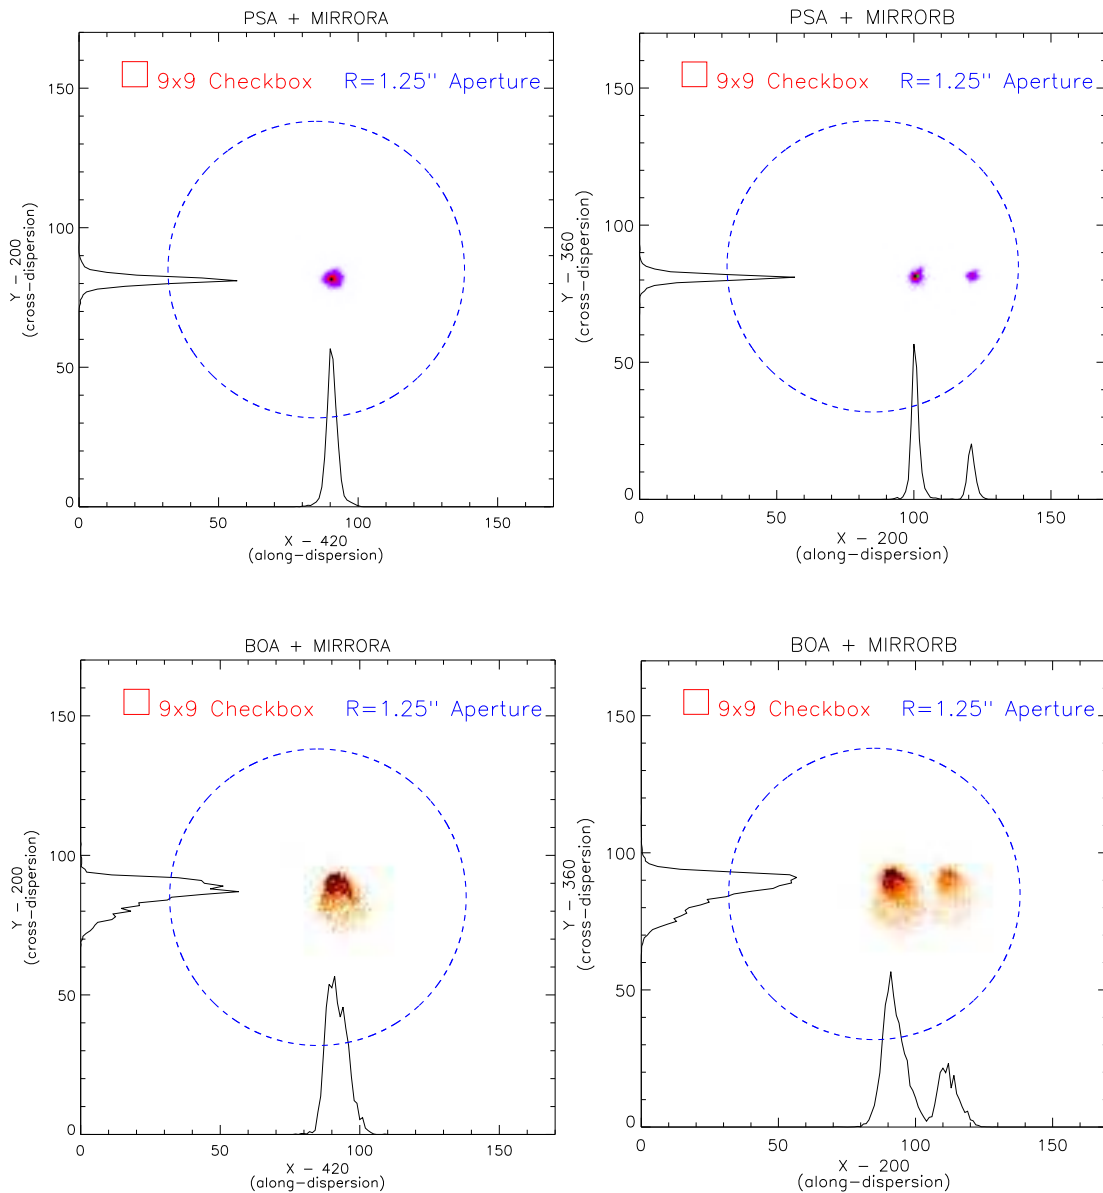 PSA + MIRRORA
9x9 Checkbox R=1.25" Aperture
150
100
50
0
Y - 200
(cross-dispersion)
0 50 100 150
X - 420
(along-dispersion)
PSA + MIRRORB
9x9 Checkbox R=1.25" Aperture
150
100
50
0
Y - 360
(cross-dispersion)
0 50 100 150
X - 200
(along-dispersion)
BOA + MIRRORA
9x9 Checkbox R=1.25" Aperture
150
100
50
0
Y - 200
(cross-dispersion)
0 50 100 150
X - 420
(along-dispersion)
BOA + MIRRORB
9x9 Checkbox R=1.25" Aperture
150
100
50
0
Y - 360
(cross-dispersion)
0 50 100 150
X - 200
(along-dispersion)